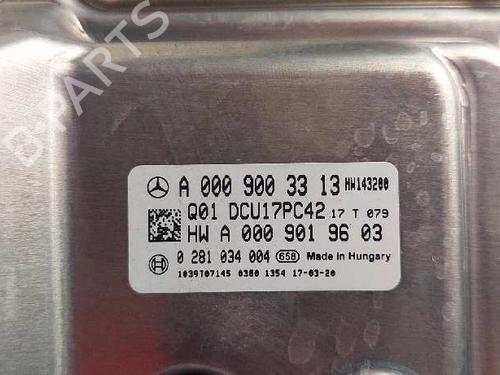 A 000 900 33 13 HW143200
Q01 DCU17PC42 17 T 079
HW A 000 901 96 03
0 281 034 004 658 Made in Hungary
1039T07145 0380 1354 17-03-20
B-PARTS